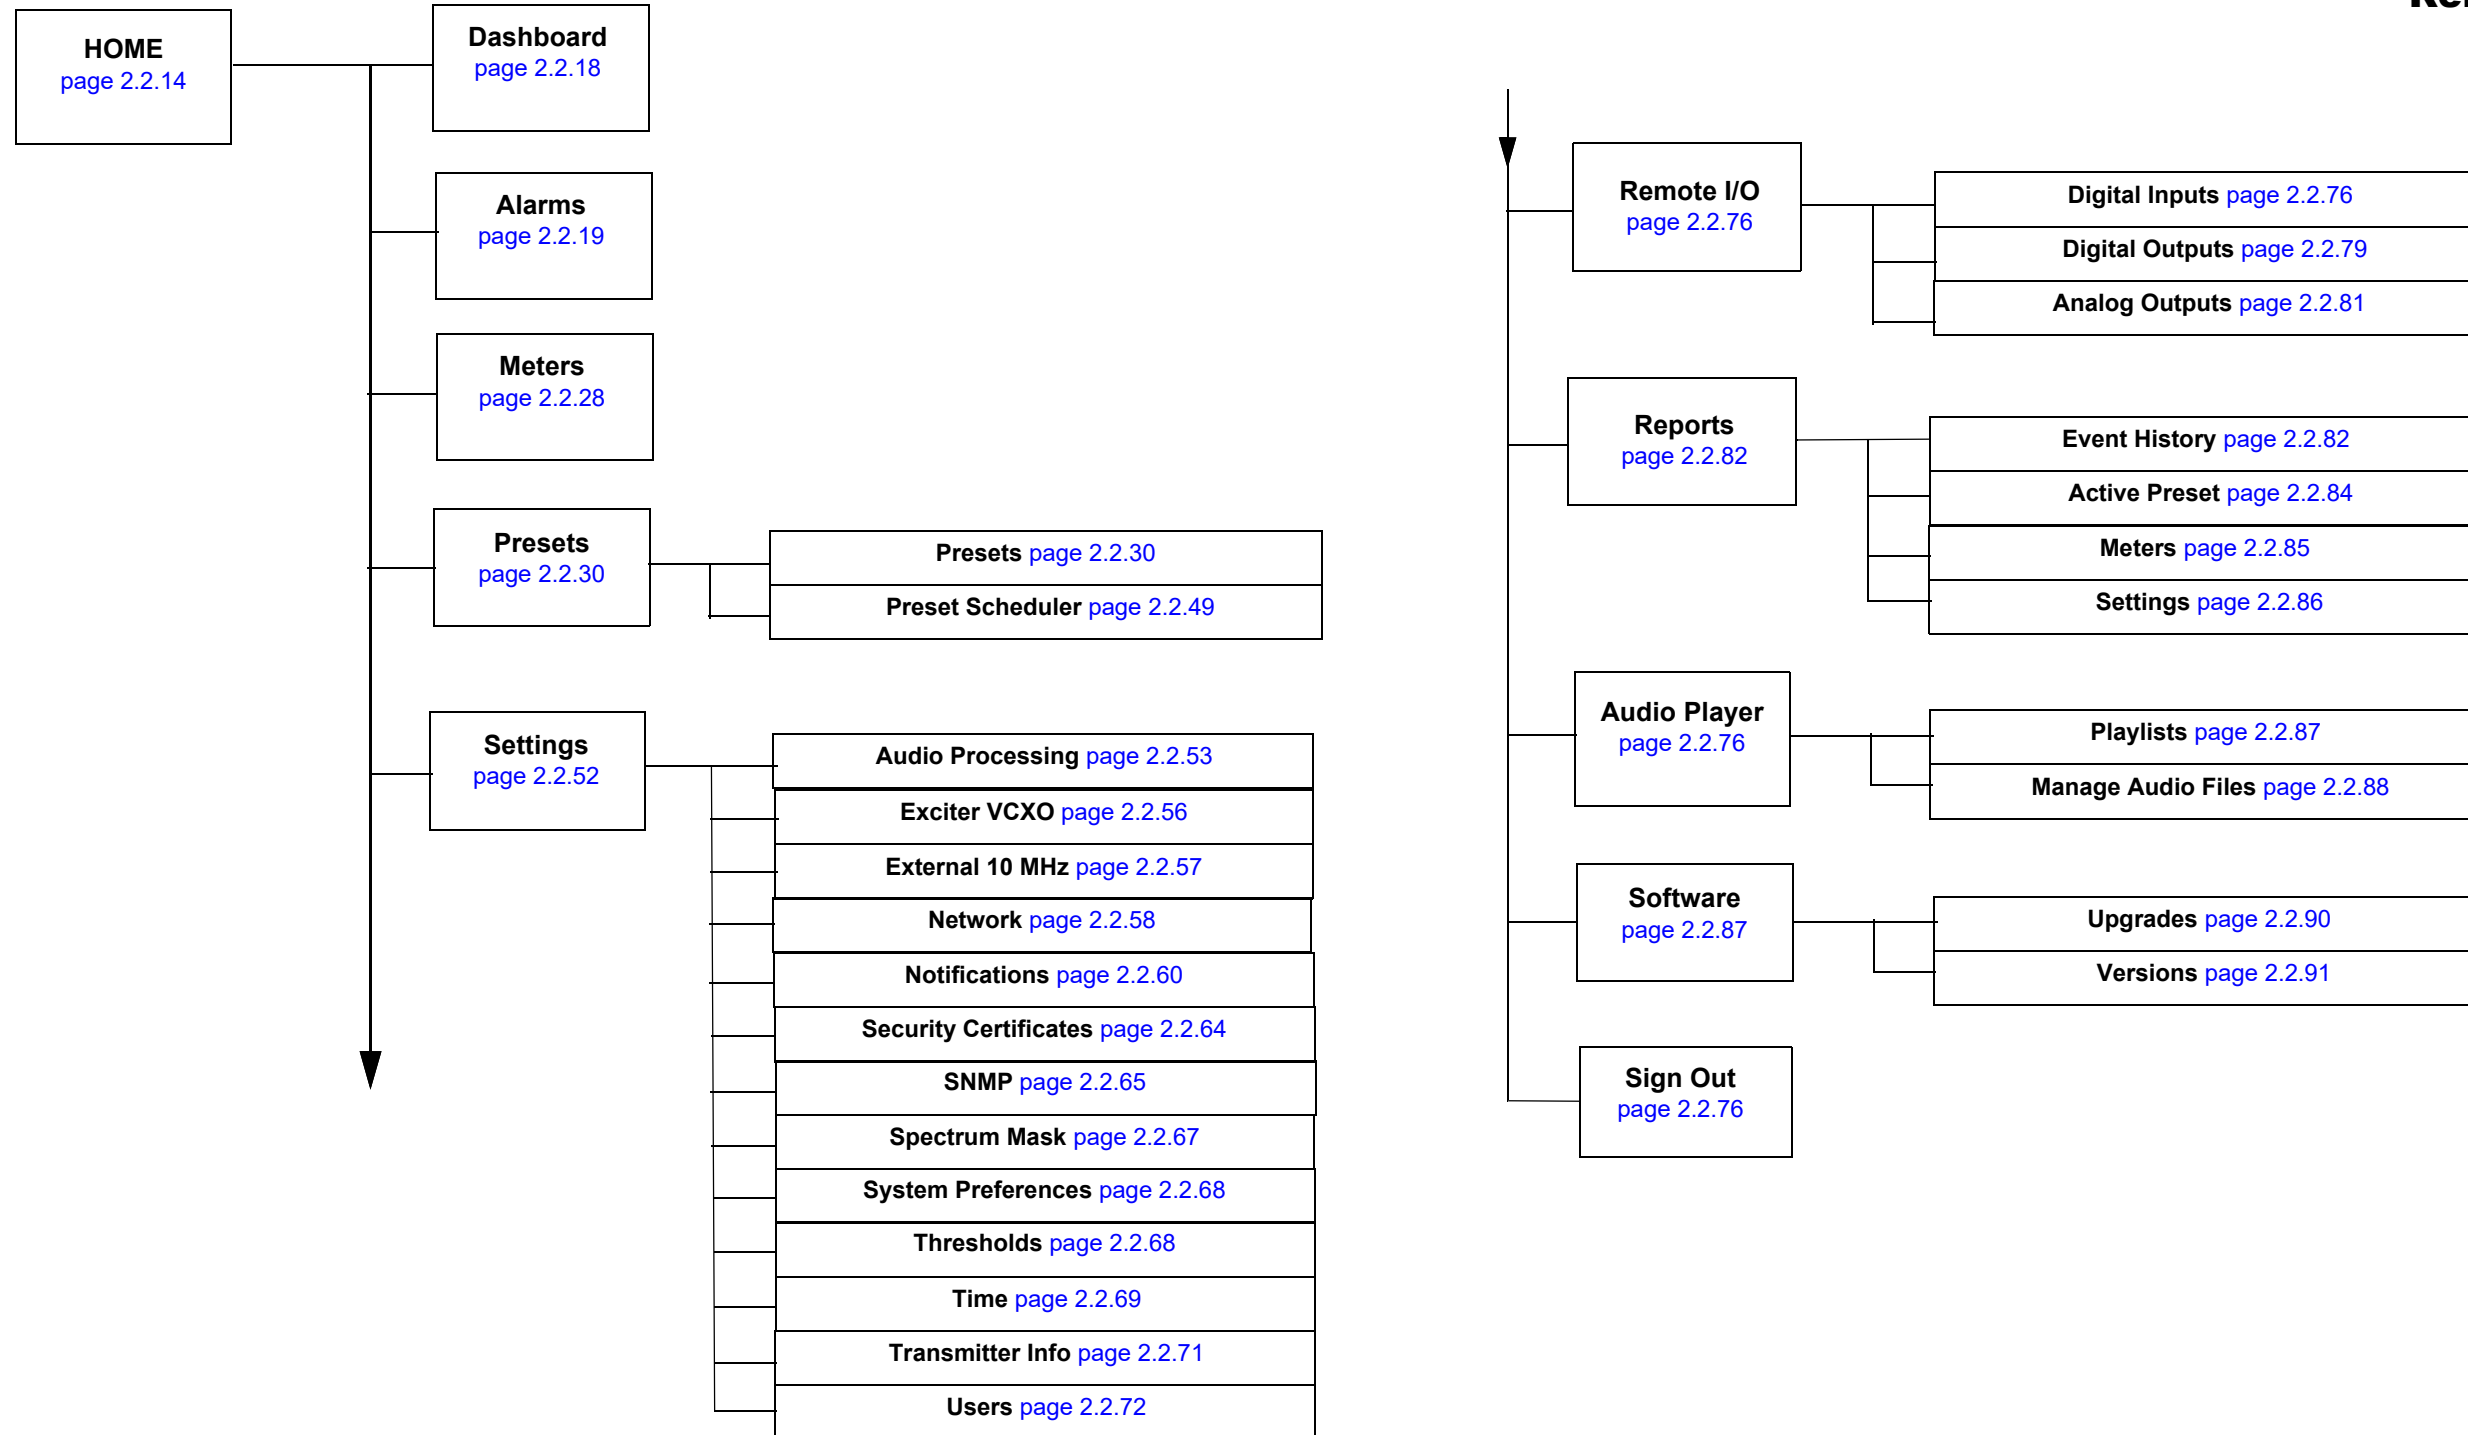 HOME
page 2.2.14
Dashboard
page 2.2.18
Alarms
page 2.2.19
Meters
page 2.2.28
Presets
page 2.2.30
Presets page 2.2.30
Preset Scheduler page 2.2.49
Settings
page 2.2.52
Audio Processing page 2.2.53
Exciter VCXO page 2.2.56
External 10 MHz page 2.2.57
Network page 2.2.58
Notifications page 2.2.60
Security Certificates page 2.2.64
SNMP page 2.2.65
Spectrum Mask page 2.2.67
System Preferences page 2.2.68
Thresholds page 2.2.68
Time page 2.2.69
Transmitter Info page 2.2.71
Users page 2.2.72
Remote I/O
page 2.2.76
Digital Inputs page 2.2.76
Digital Outputs page 2.2.79
Analog Outputs page 2.2.81
Reports
page 2.2.82
Event History page 2.2.82
Active Preset page 2.2.84
Meters page 2.2.85
Settings page 2.2.86
Audio Player
page 2.2.76
Playlists page 2.2.87
Manage Audio Files page 2.2.88
Software
page 2.2.87
Upgrades page 2.2.90
Versions page 2.2.91
Sign Out
page 2.2.76